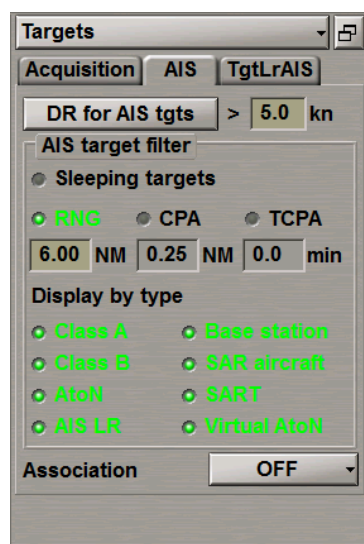 Targets
Acquisition AIS TgtLrAIS
DR for AIS tgts > 5.0 kn
AIS target filter
Sleeping targets
RNG CPA TCPA
6.00 NM 0.25 NM 0.0 min
Display by type
Class A Base station
Class B SAR aircraft
AtoN SART
AIS LR Virtual AtoN
Association OFF